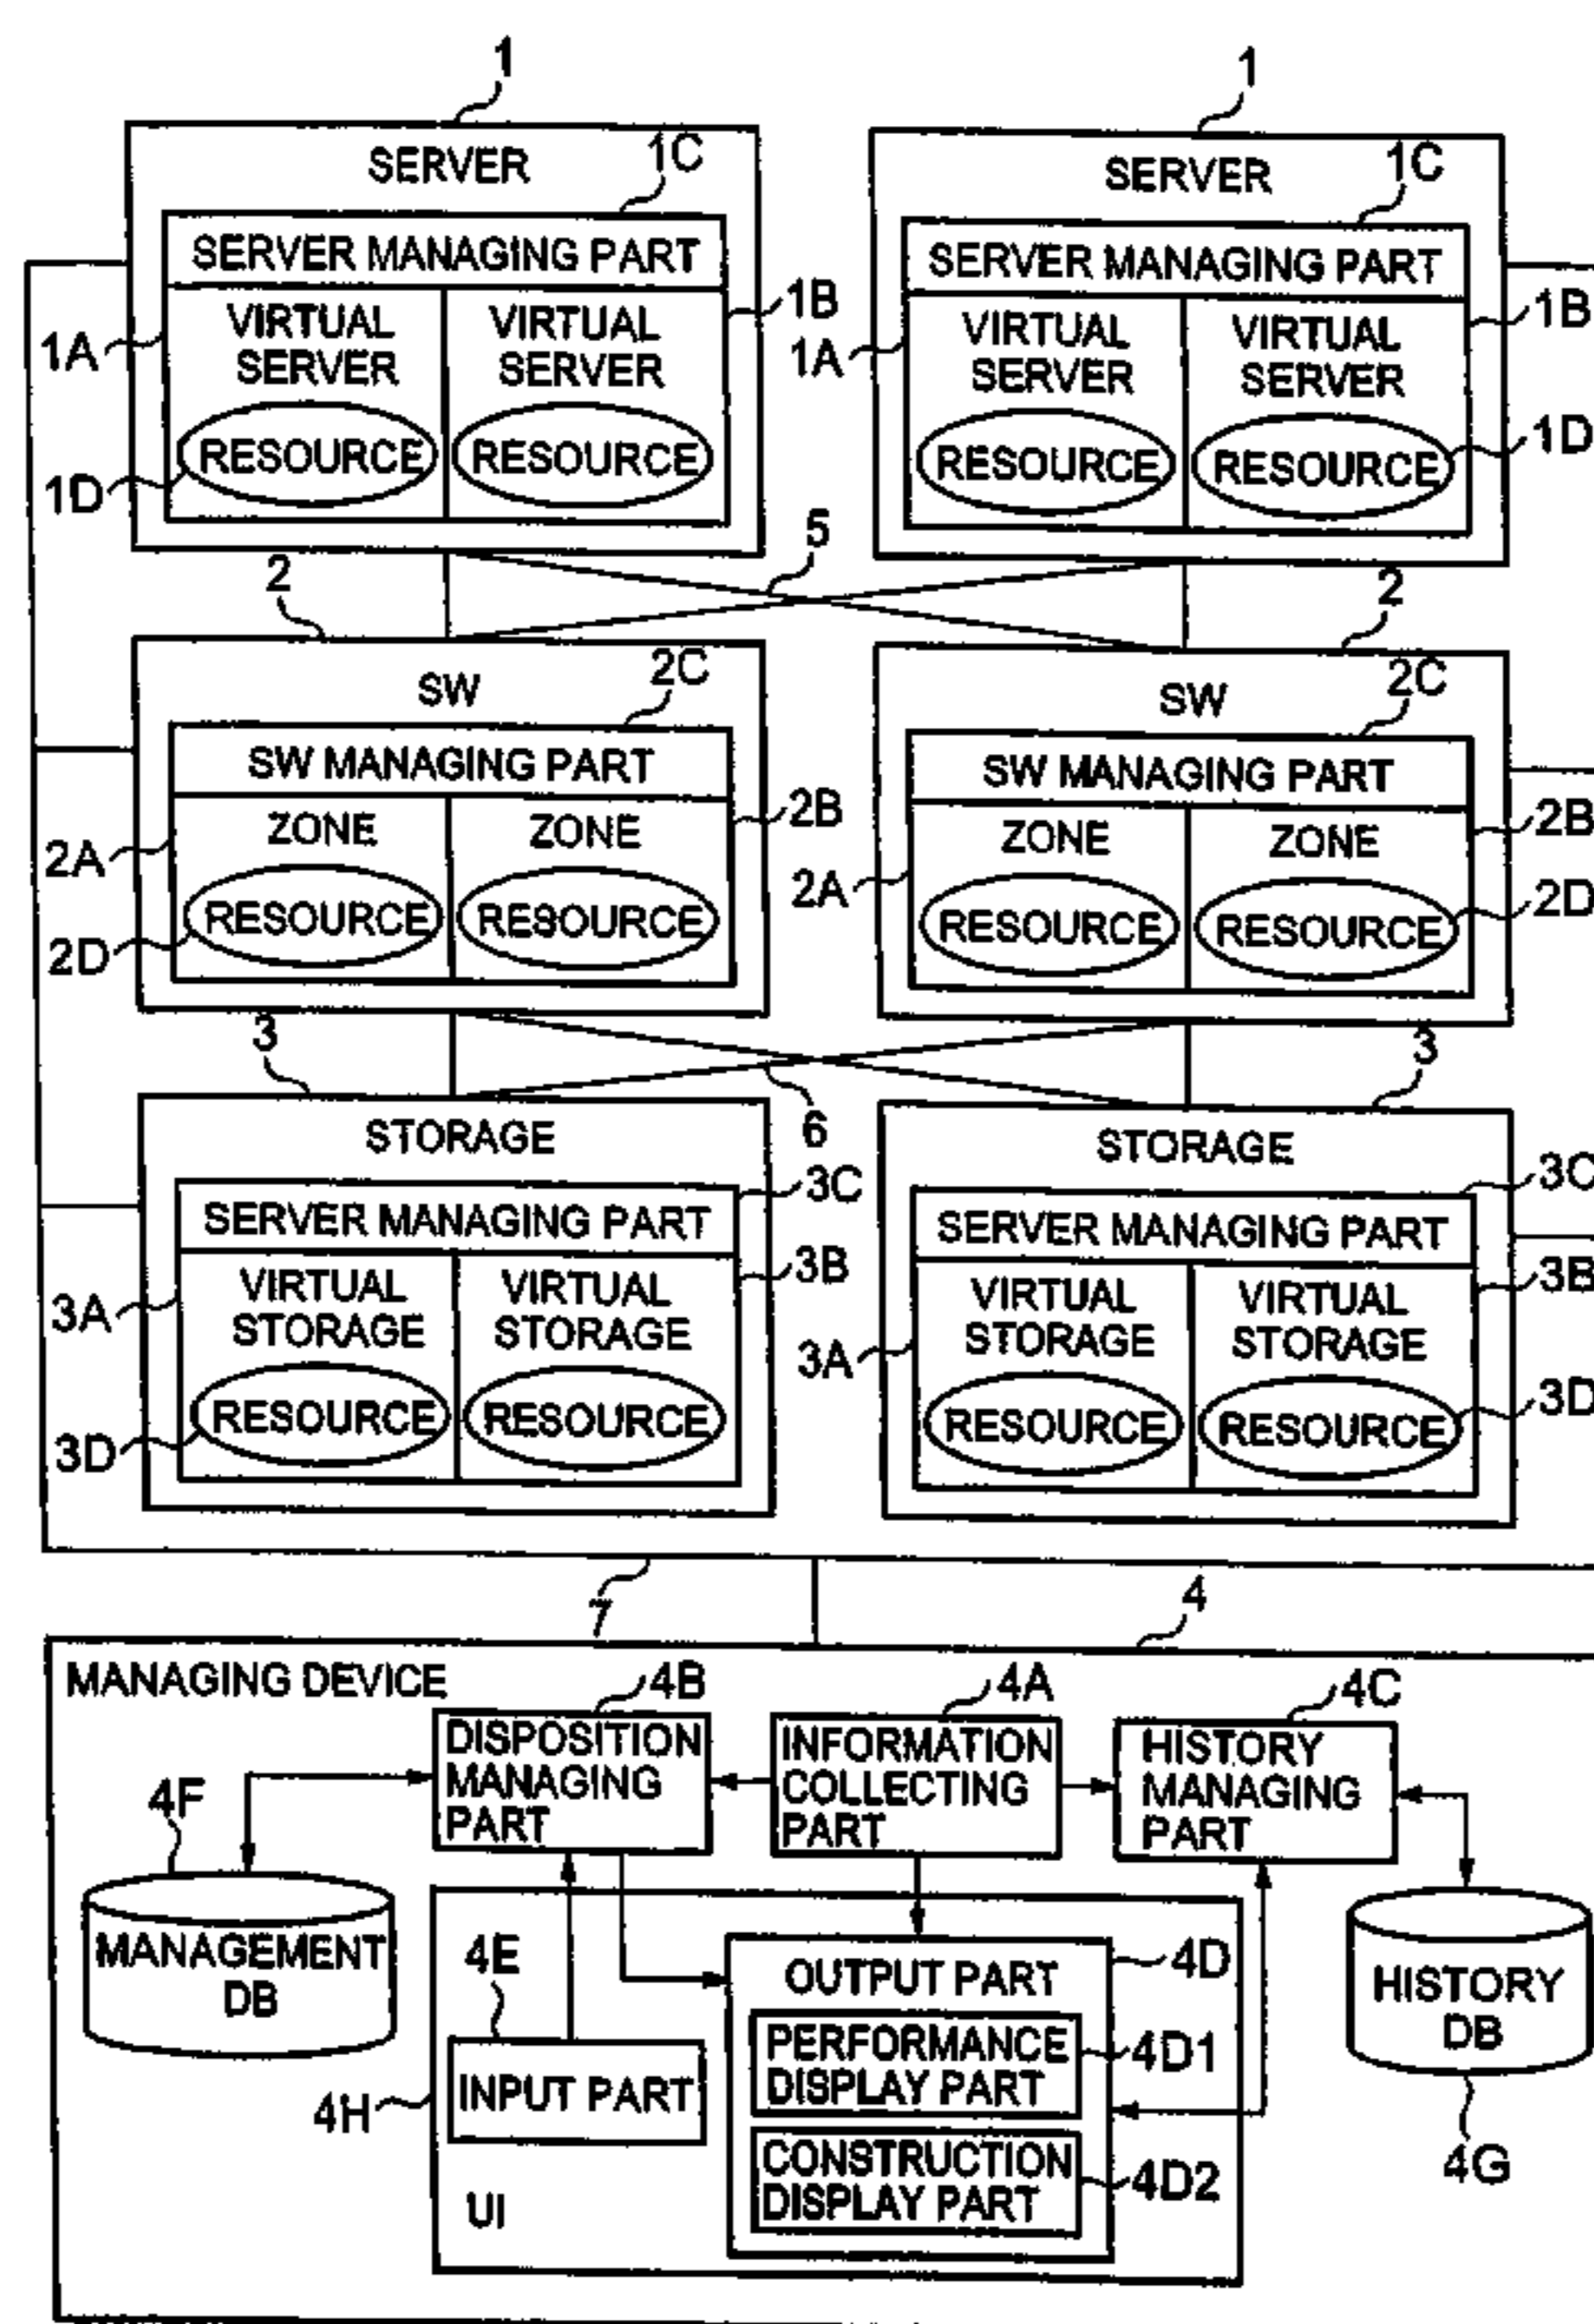 1
1
SERVER
1C
SERVER
1C
SERVER MANAGING PART
SERVER MANAGING PART
1A
VIRTUAL
SERVER
VIRTUAL
SERVER
1B
1A
VIRTUAL
SERVER
VIRTUAL
SERVER
1B
RESOURCE
RESOURCE
RESOURCE
RESOURCE
1D
1D
5
2
2
SW
2C
SW
2C
SW MANAGING PART
SW MANAGING PART
2A
ZONE
ZONE
2B
2A
ZONE
ZONE
2B
RESOURCE
RESOURCE
RESOURCE
RESOURCE
2D
2D
3
6
3
STORAGE
STORAGE
3C
3C
SERVER MANAGING PART
SERVER MANAGING PART
3A
VIRTUAL
STORAGE
VIRTUAL
STORAGE
3B
3A
VIRTUAL
STORAGE
VIRTUAL
STORAGE
3B
RESOURCE
RESOURCE
RESOURCE
RESOURCE
3D
3D
7
4
MANAGING DEVICE
4B
4A
4C
DISPOSITION
MANAGING
PART
INFORMATION
COLLECTING
PART
HISTORY
MANAGING
PART
4F
MANAGEMENT
DB
4E
INPUT PART
4H
UI
OUTPUT PART
4D
PERFORMANCE
DISPLAY PART
4D1
CONSTRUCTION
DISPLAY PART
4D2
HISTORY
DB
4G